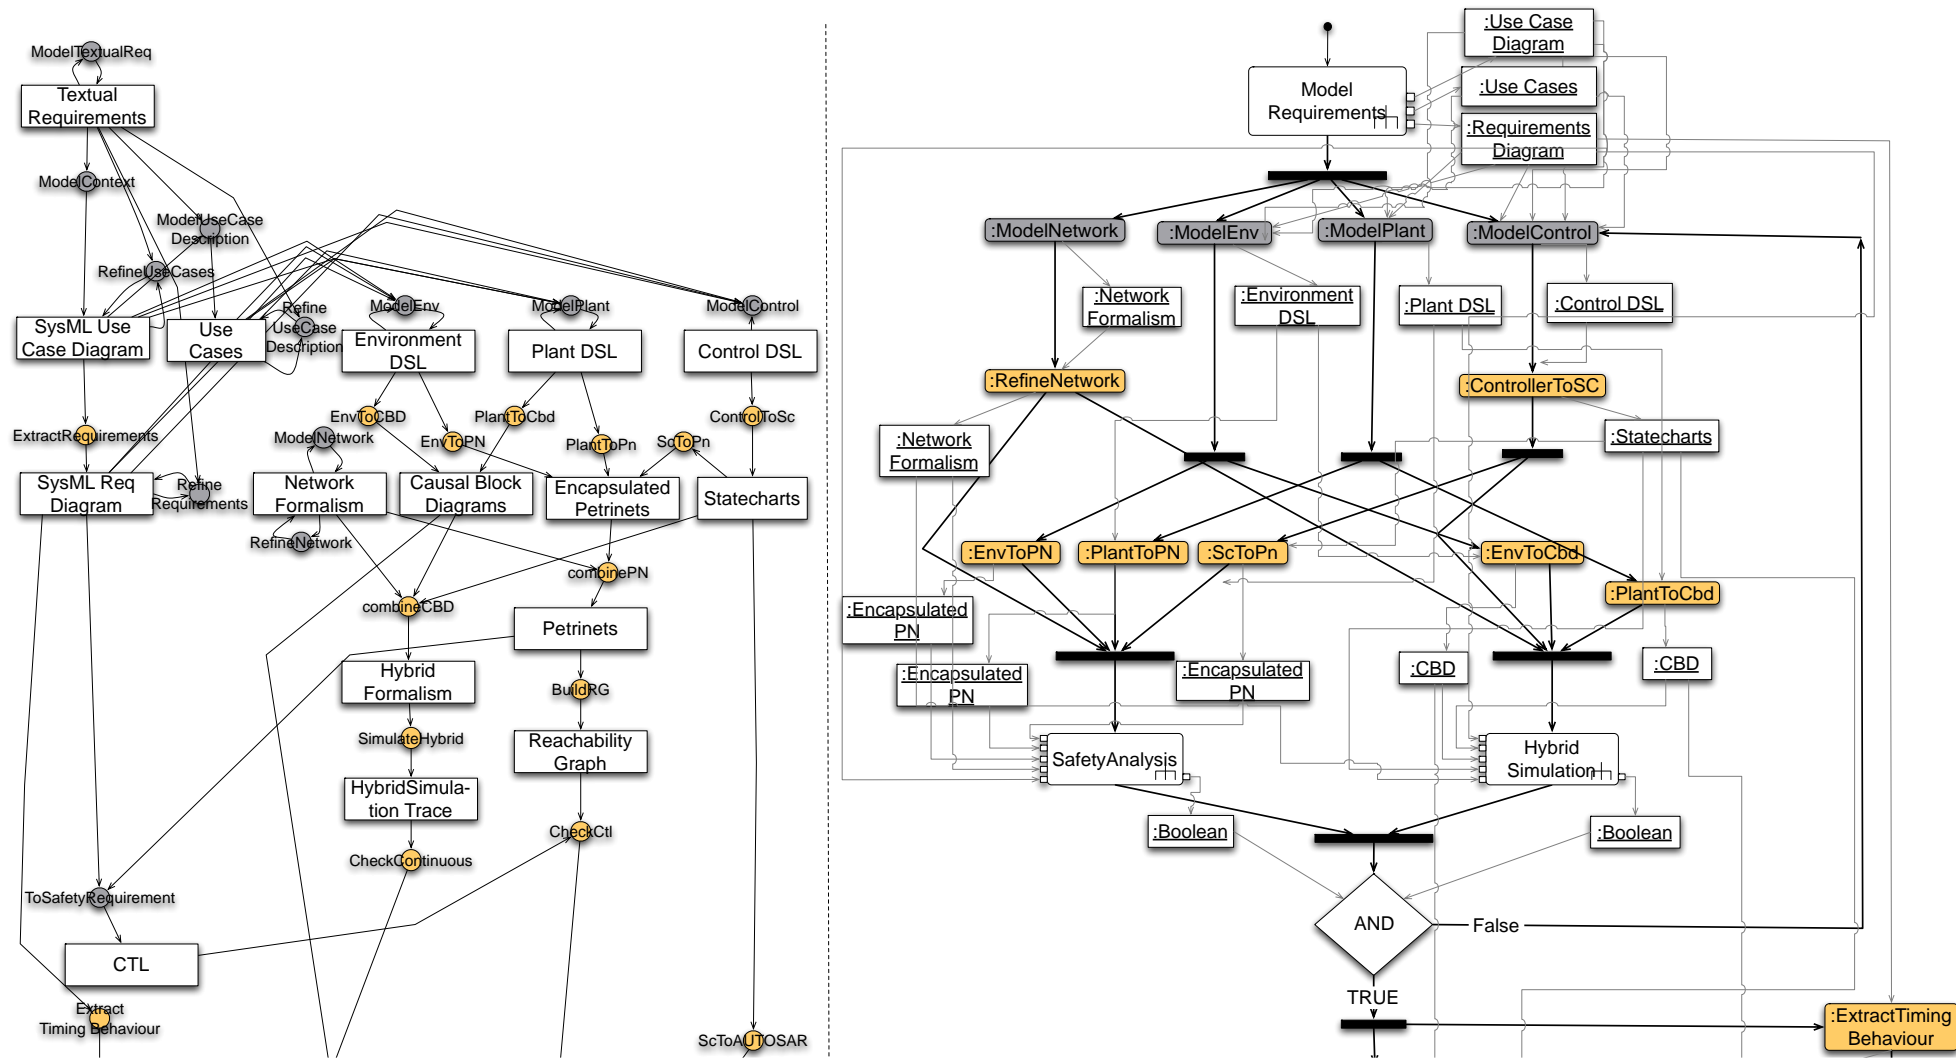 ModelTextualReq
Textual
Requirements
ModelContext
ModelUseCase
Description
RefineUseCases
SysML Use
Case Diagram
Use
Cases
Refine
UseCase
Description
ModelEnv
ModelPlant
ModelControl
Environment
DSL
Plant DSL
Control DSL
ExtractRequirements
EnvToCBD
PlantToCbd
ControlToSc
ModelNetwork
EnvToPN
PlantToPn
ScToPn
SysML Req
Diagram
Refine
Requirements
Network
Formalism
Causal Block
Diagrams
Encapsulated
Petrinets
Statecharts
RefineNetwork
combinePN
combineCBD
Petrinets
Hybrid
Formalism
BuildRG
SimulateHybrid
Reachability
Graph
HybridSimula-
tion Trace
CheckCtl
CheckContinuous
ToSafetyRequirement
CTL
Extract
Timing Behaviour
ScToAUTOSAR
:Use Case
Diagram
Model
Requirements
:Use Cases
:Requirements
Diagram
:ModelNetwork
:ModelEnv
:ModelPlant
:ModelControl
:Network
Formalism
:Environment
DSL
:Plant DSL
:Control DSL
:RefineNetwork
:ControllerToSC
:Network
Formalism
:Statecharts
:EnvToPN
:PlantToPN
:ScToPn
:EnvToCbd
:PlantToCbd
:Encapsulated
PN
:Encapsulated
PN
:Encapsulated
PN
:CBD
:CBD
SafetyAnalysis
Hybrid
Simulation
:Boolean
:Boolean
AND
False
TRUE
:ExtractTiming
Behaviour